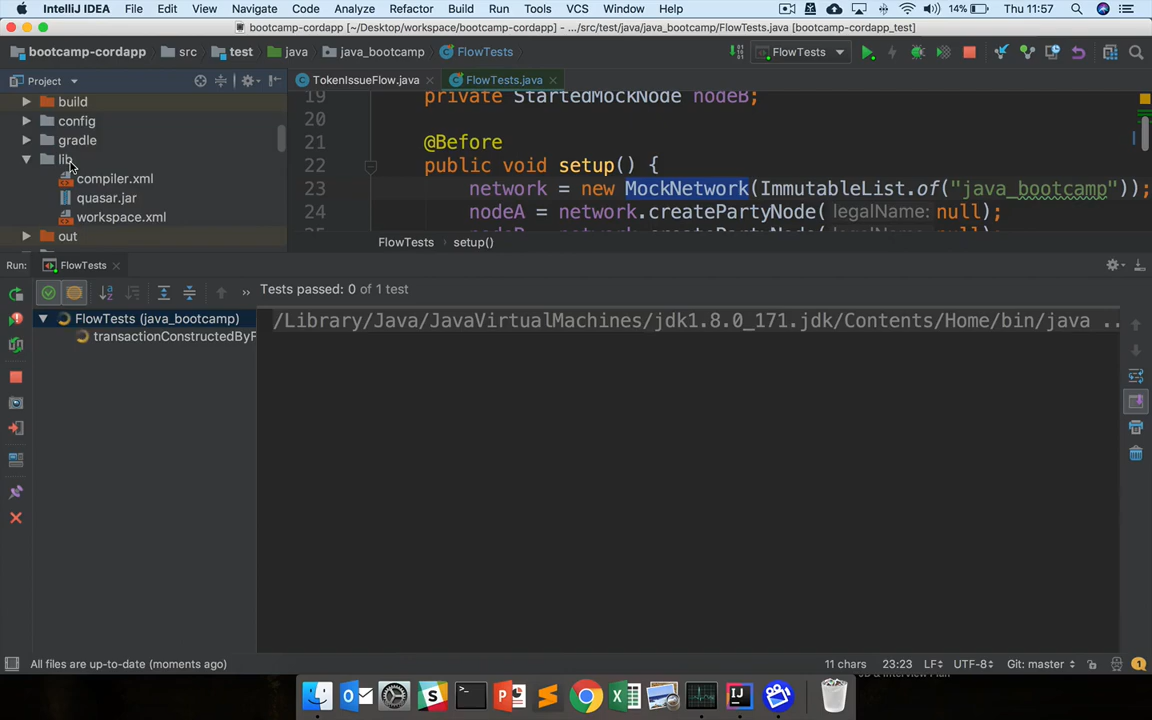 IntelliJ IDEA File Edit View Navigate Code Analyze Refactor Build Run Tools VCS Window Help 14% Thu 11:57
bootcamp-cordapp [~/Desktop/workspace/bootcamp-cordapp] - .../src/test/java/java_bootcamp/FlowTests.java [bootcamp-cordapp_test]
bootcamp-cordapp src test java java_bootcamp FlowTests FlowTests
Project TokenIssueFlow.java FlowTests.java
build
config
gradle
lib
compiler.xml
quasar.jar
workspace.xml
out
19 private StartedMockNode nodeB;
20
21 @Before
22 public void setup() {
23 network = new MockNetwork(ImmutableList.of("java_bootcamp"));
24 nodeA = network.createPartyNode( legalName: null);
FlowTests setup()
Run: FlowTests
Tests passed: 0 of 1 test
FlowTests (java_bootcamp)
transactionConstructedByF
/Library/Java/JavaVirtualMachines/jdk1.8.0_171.jdk/Contents/Home/bin/java ..
All files are up-to-date (moments ago) 11 chars 23:23 LF UTF-8 Git: master 1